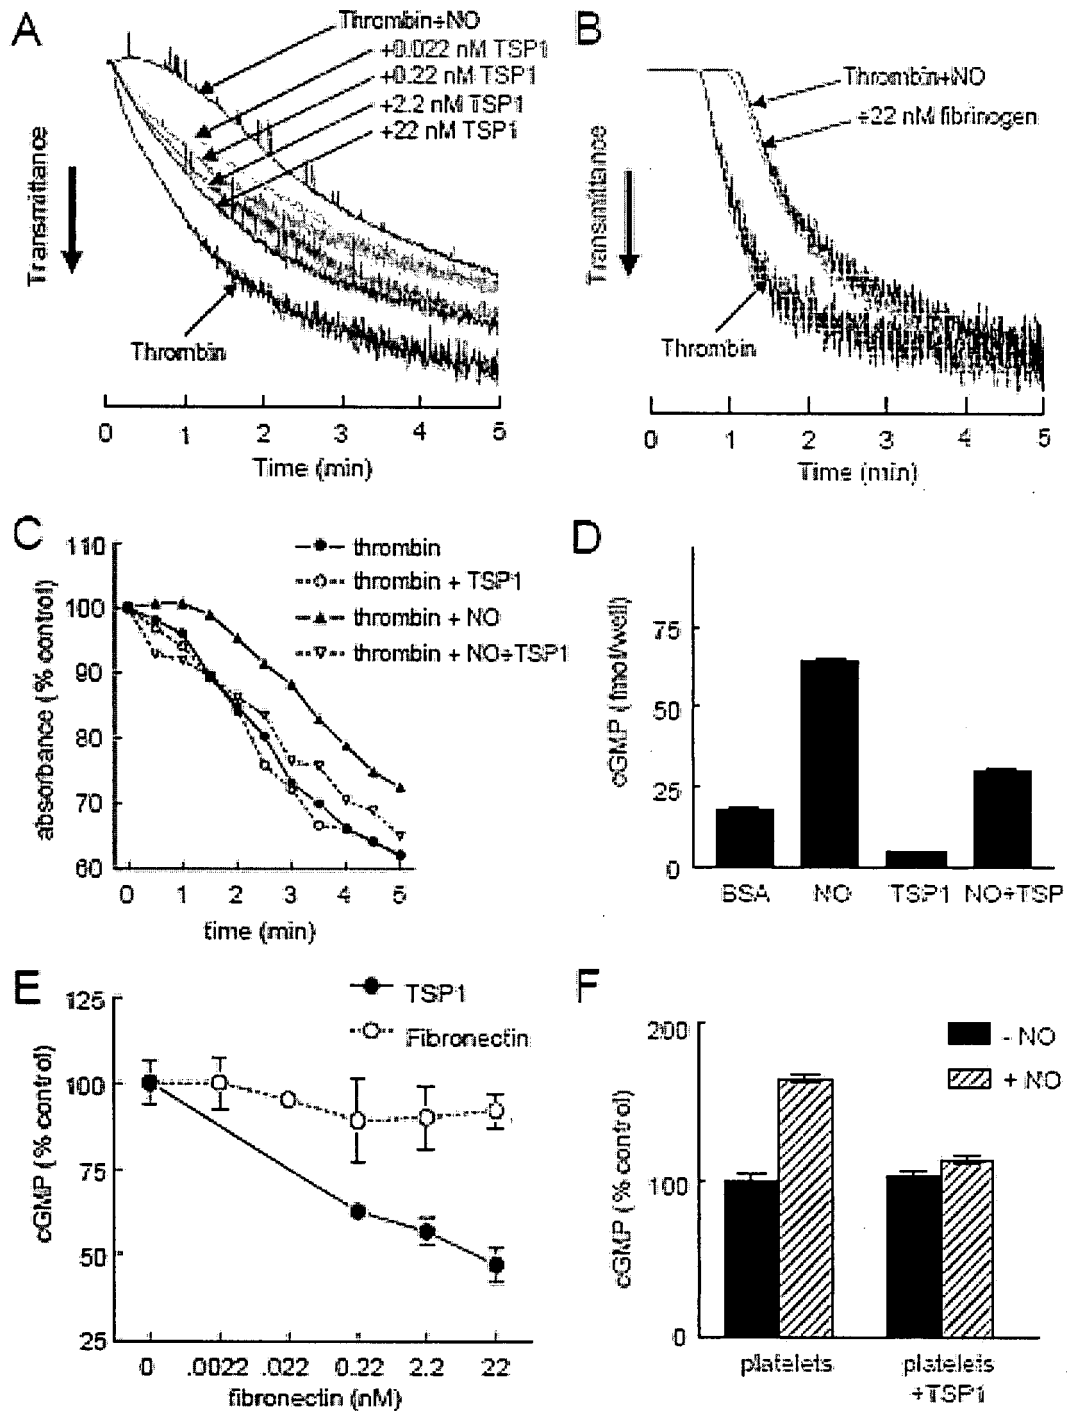 A
Thrombin+NO
+0.022 nM TSP1
+0.22 nM TSP1
+2.2 nM TSP1
+22 nM TSP1
Transmittance
Thrombin
0 1 2 3 4 5
Time (min)
B
Thrombin+NO
+22 nM fibrinogen
Transmittance
Thrombin
0 1 2 3 4 5
Time (min)
C
110
100
90
80
70
60
absorbance (% control)
thrombin
thrombin + TSP1
thrombin + NO
thrombin + NO+TSP1
0 1 2 3 4 5
time (min)
D
75
50
25
0
cGMP (fmol/well)
BSA NO TSP1 NO+TSP
E
125
100
75
50
25
cGMP (% control)
TSP1
Fibronectin
0 .0022 .022 0.22 2.2 22
fibronectin (nM)
F
200
100
0
cGMP (% control)
- NO
+ NO
platelets
platelets
+TSP1